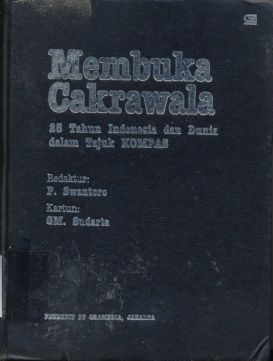 Membuka
Cakrawala
25 Tahun Indonesia dan Dunia
dalam Tajuk KOMPAS
Redaktur:
P. Swantoro
Kartun:
GM. Sudarta
PENERBIT PT GRAMEDIA, JAKARTA